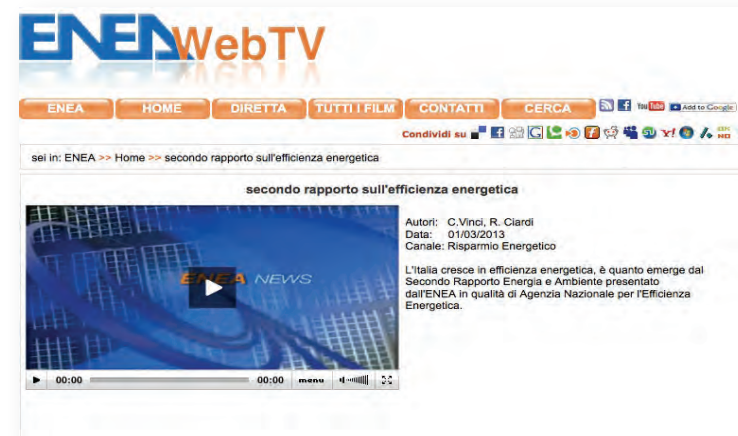 ENEA WebTV
ENEA HOME DIRETTA TUTTI I FILM CONTATTI CERCA You Tube Add to Google
Condividi su
sei in: ENEA >> Home >> secondo rapporto sull'efficienza energetica
secondo rapporto sull'efficienza energetica
Autori: C.Vinci, R. Ciardi
Data: 01/03/2013
Canale: Risparmio Energetico
L'Italia cresce in efficienza energetica, è quanto emerge dal
Secondo Rapporto Energia e Ambiente presentato
dall'ENEA in qualità di Agenzia Nazionale per l'Efficienza
Energetica.
ENEA NEWS
00:00 00:00 menu